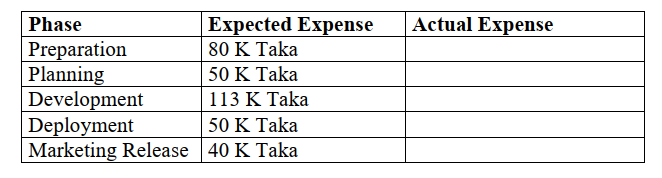 Phase Expected Expense Actual Expense
Preparation 80 K Taka
Planning 50 K Taka
Development 113 K Taka
Deployment 50 K Taka
Marketing Release 40 K Taka